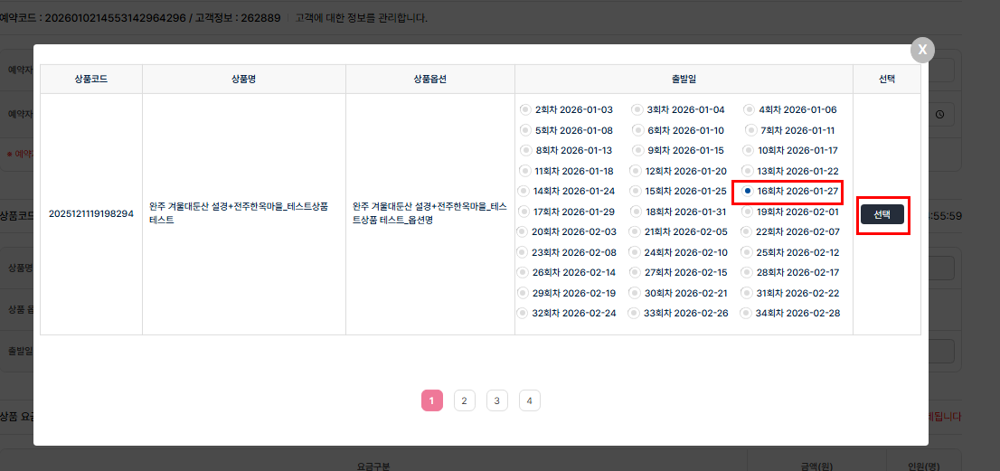 예약코드 : 2026010214553142964296 / 고객정보 : 262889 | 고객에 대한 정보를 관리합니다.
X
예약자
상품코드 상품명 상품옵션 출발일 선택
2회차 2026-01-03 3회차 2026-01-04 4회차 2026-01-06
예약자
5회차 2026-01-08 6회차 2026-01-10 7회차 2026-01-11
※ 예약
8회차 2026-01-13 9회차 2026-01-15 10회차 2026-01-17
11회차 2026-01-18 12회차 2026-01-20 13회차 2026-01-22
14회차 2026-01-24 15회차 2026-01-25 16회차 2026-01-27
2025121119198294
완주 겨울대둔산 설경+전주한옥마을_테스트상품
테스트
완주 겨울대둔산 설경+전주한옥마을_테스
트상품 테스트_옵션명
17회차 2026-01-29 18회차 2026-01-31 19회차 2026-02-01
선택
상품코드
:55:59
20회차 2026-02-03 21회차 2026-02-05 22회차 2026-02-07
23회차 2026-02-08 24회차 2026-02-10 25회차 2026-02-12
상품명
26회차 2026-02-14 27회차 2026-02-15 28회차 2026-02-17
29회차 2026-02-19 30회차 2026-02-21 31회차 2026-02-22
상품 옵
32회차 2026-02-24 33회차 2026-02-26 34회차 2026-02-28
출발일
1 2 3 4
상품 요금
됩니다
요금구분 금액(원) 인원(명)